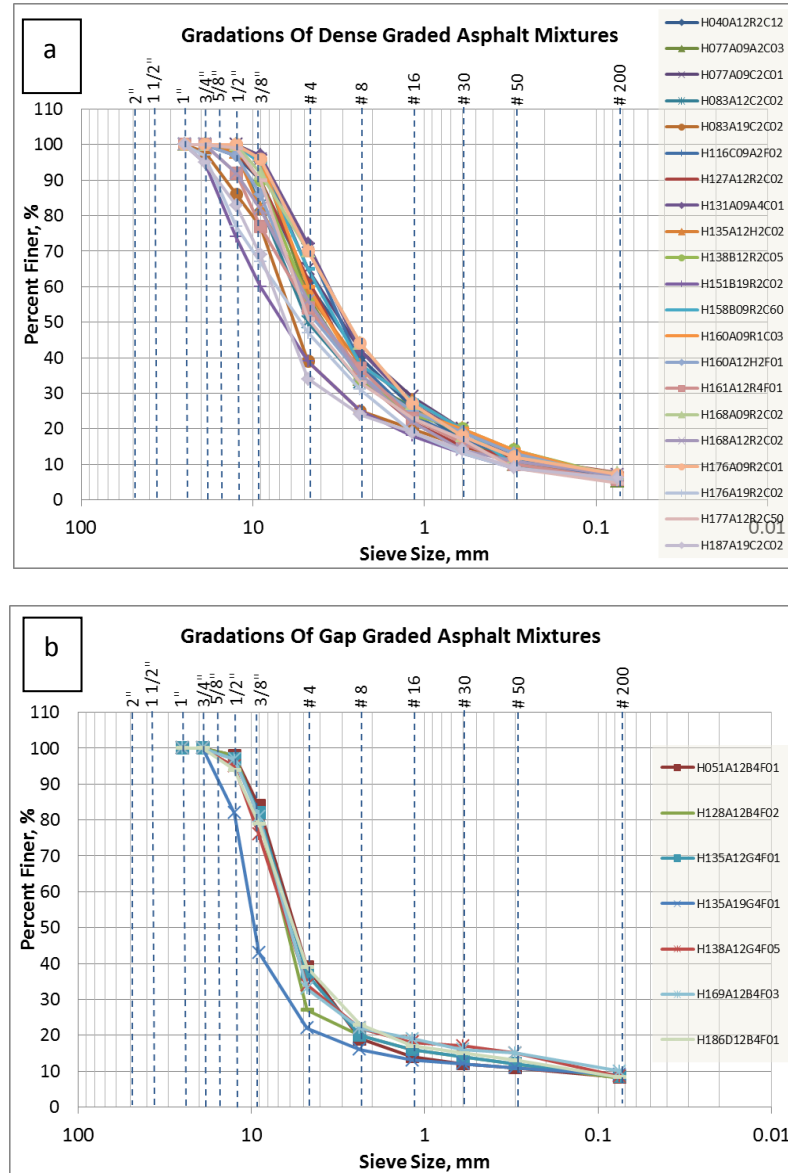 a
Gradations Of Dense Graded Asphalt Mixtures
2"
1 1/2"
1"
3/4"
5/8"
1/2"
3/8"
# 4
# 8
# 16
# 30
# 50
# 200
110
100
90
80
70
60
50
40
30
20
10
0
Percent Finer, %
100
10
1
0.1
0.01
Sieve Size, mm
H040A12R2C12
H077A09A2C03
H077A09C2C01
H083A12C2C02
H083A19C2C02
H116C09A2F02
H127A12R2C02
H131A09A4C01
H135A12H2C02
H138B12R2C05
H151B19R2C02
H158B09R2C60
H160A09R1C03
H160A12H2F01
H161A12R4F01
H168A09R2C02
H168A12R2C02
H176A09R2C01
H176A19R2C02
H177A12R2C50
H187A19C2C02
b
Gradations Of Gap Graded Asphalt Mixtures
2"
1 1/2"
1"
3/4"
5/8"
1/2"
3/8"
# 4
# 8
# 16
# 30
# 50
# 200
110
100
90
80
70
60
50
40
30
20
10
0
Percent Finer, %
100
10
1
0.1
0.01
Sieve Size, mm
H051A12B4F01
H128A12B4F02
H135A12G4F01
H135A19G4F01
H138A12G4F05
H169A12B4F03
H186D12B4F01